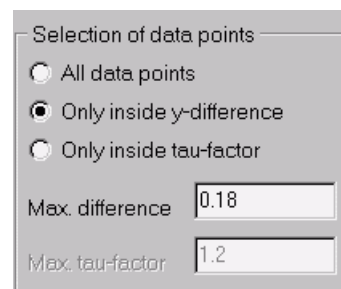 Selection of data points
All data points
Only inside y-difference
Only inside tau-factor
Max. difference 0.18
Max. tau-factor 1.2